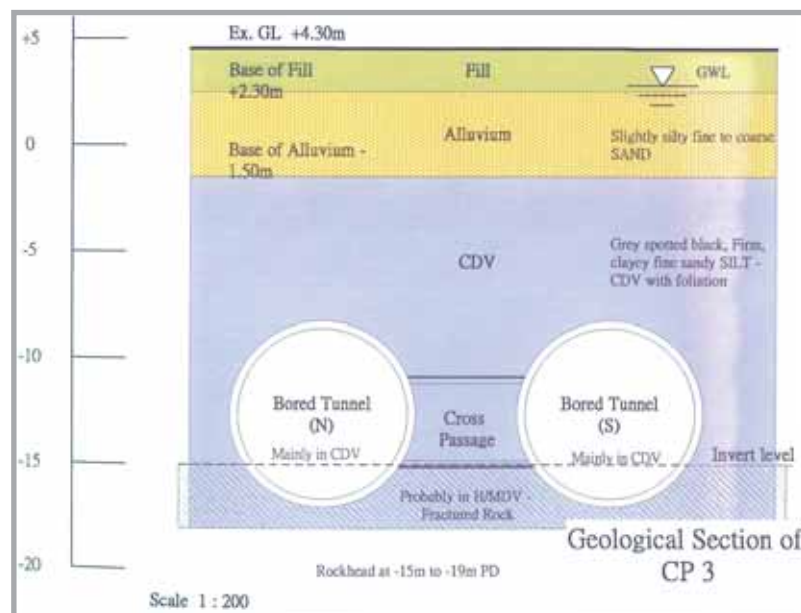 +5
Ex. GL +4.30m
Base of Fill
+2.30m
Fill
GWL
0
Base of Alluvium -
1.50m
Alluvium
Slightly silty fine to coarse
SAND
-5
CDV
Grey spotted black, Firm,
clayey fine sandy SILT -
CDV with foliation
-10
Bored Tunnel
(N)
Mainly in CDV
Cross
Passage
Bored Tunnel
(S)
Mainly in CDV
-15
Invert level
Probably in H/MDV -
Fractured Rock
-20
Rockhead at -15m to -19m PD
Geological Section of
CP 3
Scale 1 : 200